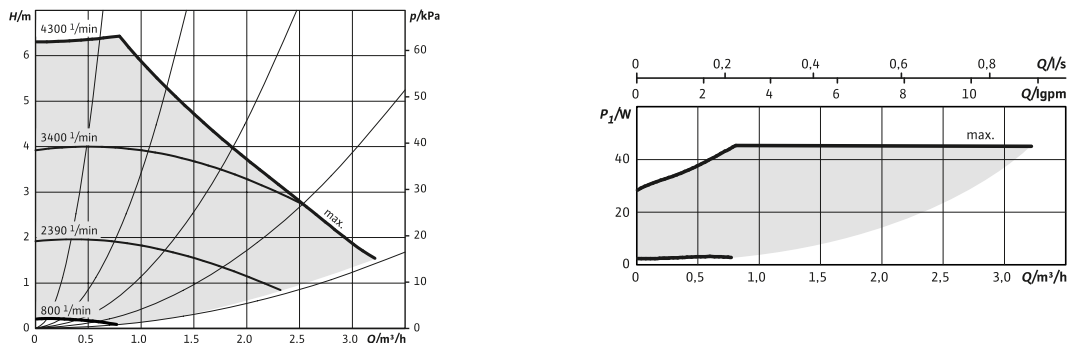 H/m
p/kPa
4300 1/min
6
60
5
50
3400 1/min
4
40
3
30
max.
2390 1/min
2
20
1
10
800 1/min
0
0
0 0.5 1.0 1.5 2.0 2.5 3.0 Q/m³/h
0 0,2 0,4 0,6 0,8 Q/l/s
0 2 4 6 8 10 Q/Igpm
P1/W
max.
40
20
0
0 0,5 1,0 1,5 2,0 2,5 3,0 Q/m³/h